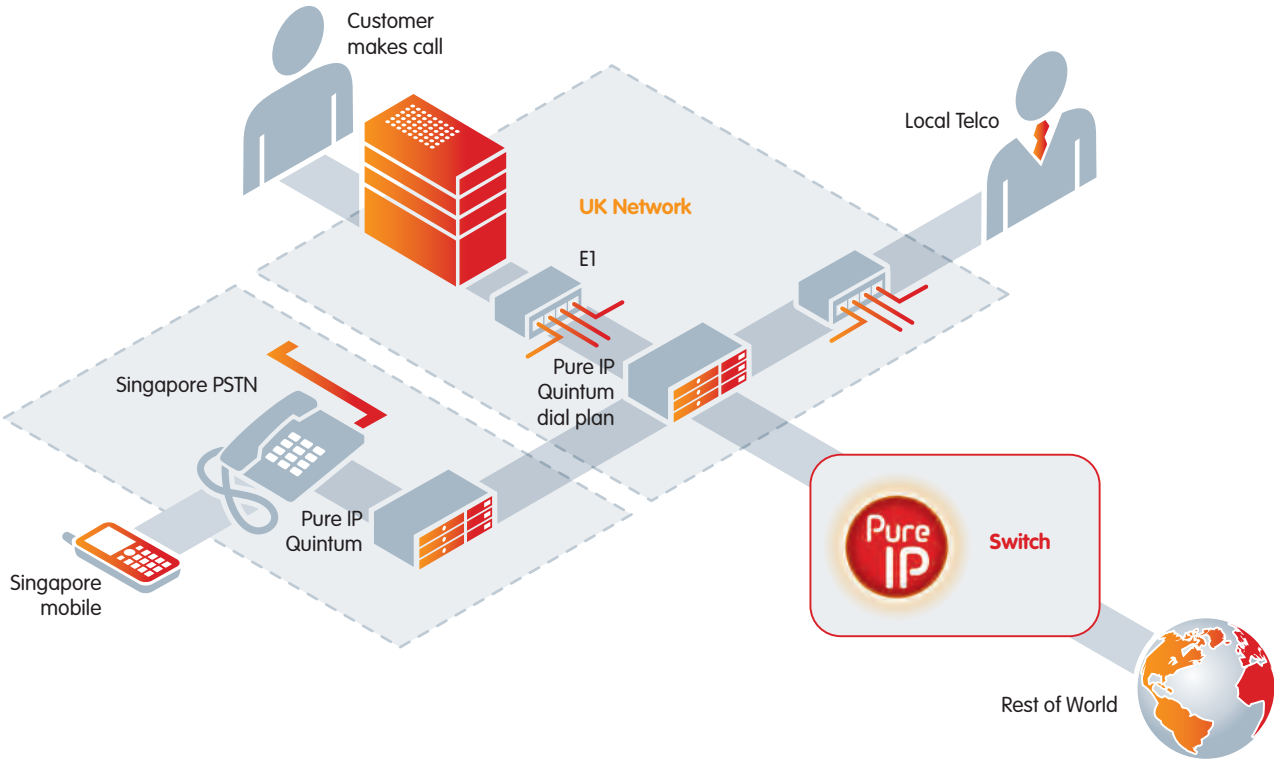 Customer
makes call
Local Telco
UK Network
E1
Pure IP
Quintum
dial plan
Singapore PSTN
Pure IP
Quintum
Singapore
mobile
Pure
IP
Switch
Rest of World